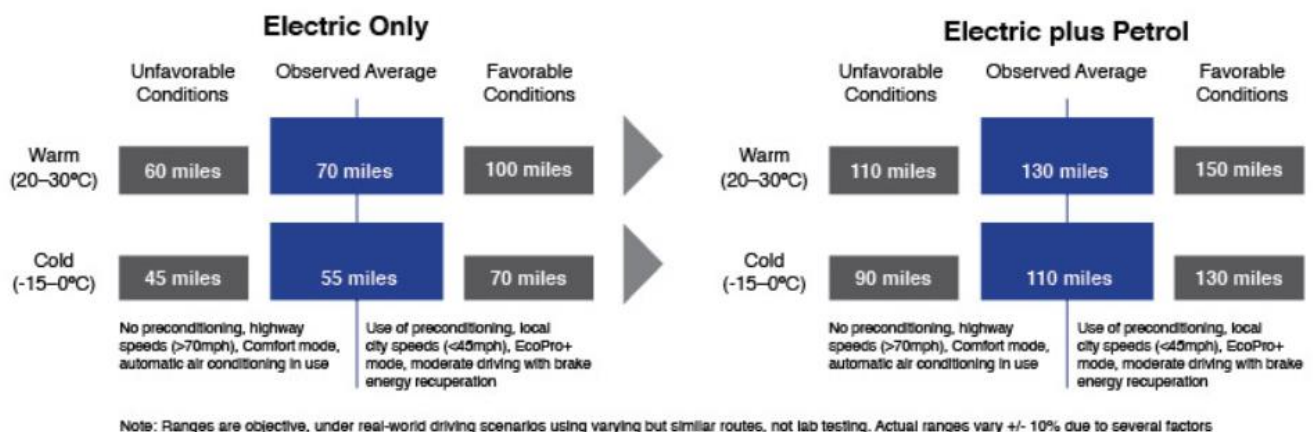 Electric Only
Unfavorable Conditions
Observed Average
Favorable Conditions
Warm (20–30ºC)
60 miles
70 miles
100 miles
Cold (-15–0ºC)
45 miles
55 miles
70 miles
No preconditioning, highway
speeds (>70mph), Comfort mode,
automatic air conditioning in use
Use of preconditioning, local
city speeds (<45mph), EcoPro+
mode, moderate driving with brake
energy recuperation
Electric plus Petrol
Unfavorable Conditions
Observed Average
Favorable Conditions
Warm (20–30ºC)
110 miles
130 miles
150 miles
Cold (-15–0ºC)
90 miles
110 miles
130 miles
No preconditioning, highway
speeds (>70mph), Comfort mode,
automatic air conditioning in use
Use of preconditioning, local
city speeds (<45mph), EcoPro+
mode, moderate driving with brake
energy recuperation
Note: Ranges are objective, under real-world driving scenarios using varying but similar routes, not lab testing. Actual ranges vary +/- 10% due to several factors